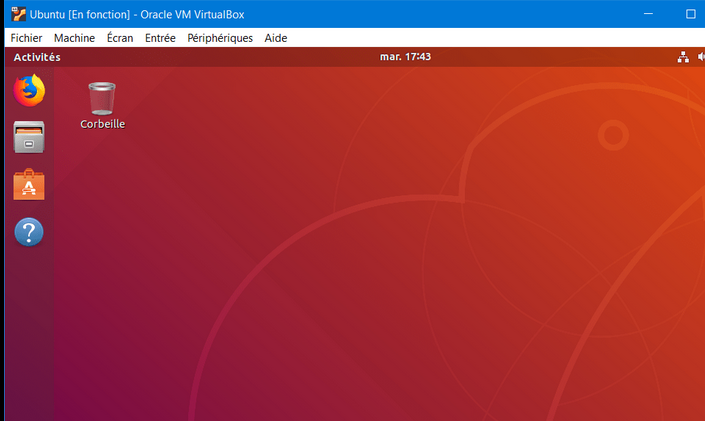 Ubuntu [En fonction] - Oracle VM VirtualBox
Fichier Machine Écran Entrée Périphériques Aide
Activités mar. 17:43
Corbeille